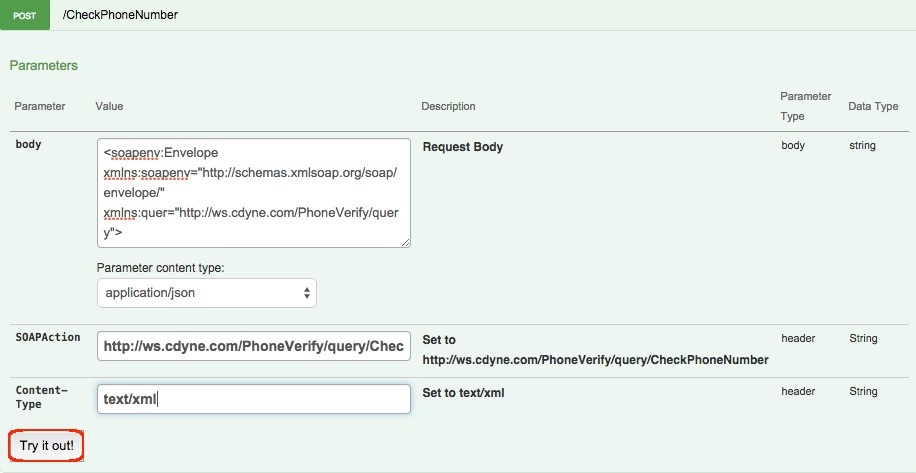 POST /CheckPhoneNumber
Parameters
Parameter Value Description Parameter Type Data Type
body
<soapenv:Envelope
xmlns:soapenv="http://schemas.xmlsoap.org/soap/
envelope/"
xmlns:quer="http://ws.cdyne.com/PhoneVerify/quer
y">
Request Body body string
Parameter content type:
application/json
SOAPAction http://ws.cdyne.com/PhoneVerify/query/Chec
Set to
http://ws.cdyne.com/PhoneVerify/query/CheckPhoneNumber
header String
Content-
Type
text/xml Set to text/xml header String
Try it out!